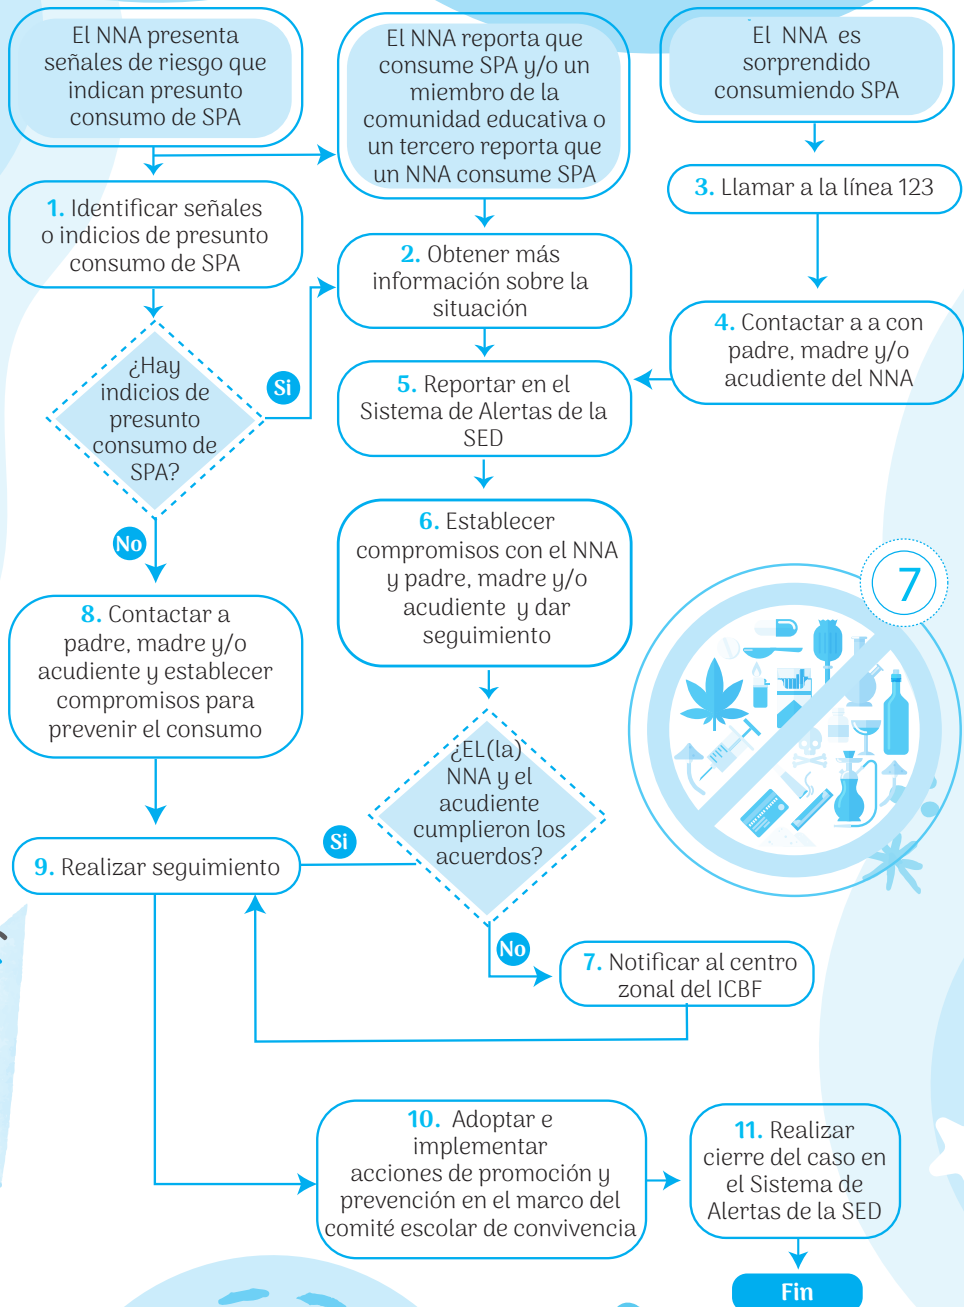 El NNA presenta
señales de riesgo que
indican presunto
consumo de SPA
El NNA reporta que
consume SPA y/o un
miembro de la
comunidad educativa o
un tercero reporta que
un NNA consume SPA
El NNA es
sorprendido
consumiendo SPA
1. Identificar señales
o indicios de presunto
consumo de SPA
2. Obtener más
información sobre la
situación
3. Llamar a la línea 123
4. Contactar a a con
padre, madre y/o
acudiente del NNA
¿Hay
indicios de
presunto
consumo de
SPA?
Si
5. Reportar en el
Sistema de Alertas de la
SED
No
6. Establecer
compromisos con el NNA
y padre, madre y/o
acudiente y dar
seguimiento
7
8. Contactar a
padre, madre y/o
acudiente y establecer
compromisos para
prevenir el consumo
¿EL(la)
NNA y el
acudiente
cumplieron los
acuerdos?
Si
9. Realizar seguimiento
No
7. Notificar al centro
zonal del ICBF
10. Adoptar e
implementar
acciones de promoción y
prevención en el marco del
comité escolar de convivencia
11. Realizar
cierre del caso en
el Sistema de
Alertas de la SED
Fin